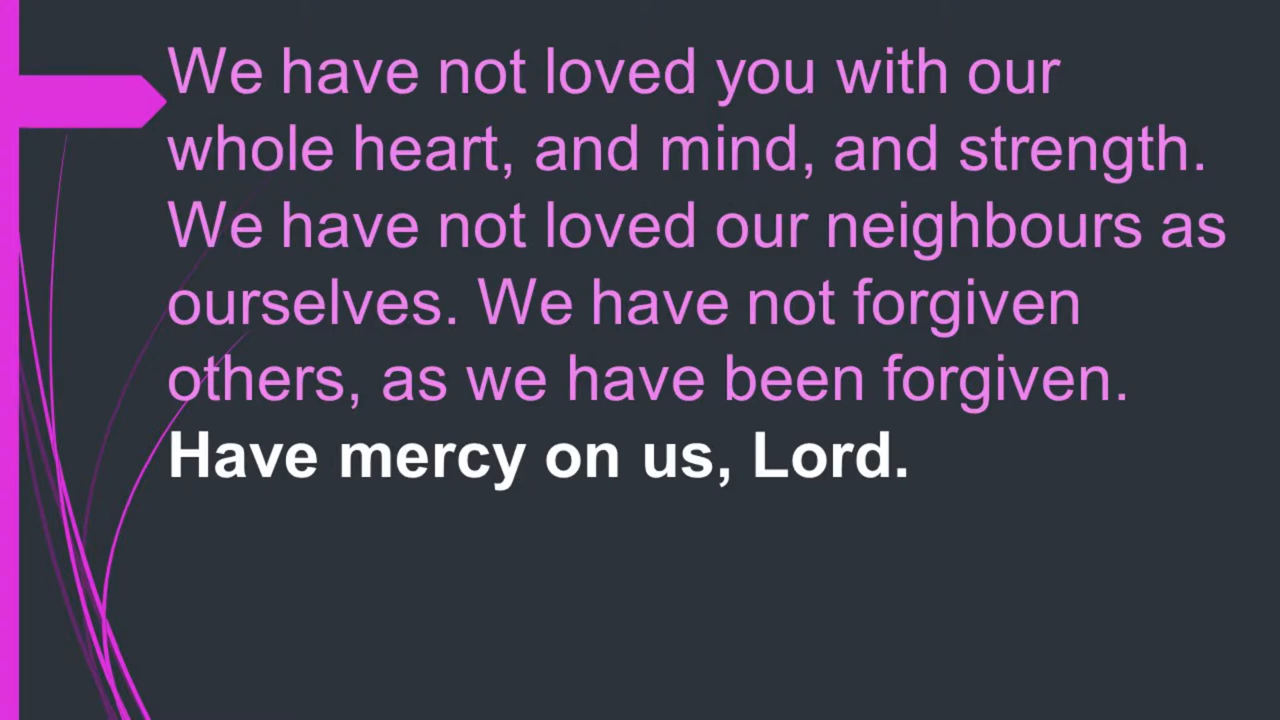 We have not loved you with our
whole heart, and mind, and strength.
We have not loved our neighbours as
ourselves. We have not forgiven
others, as we have been forgiven.
Have mercy on us, Lord.